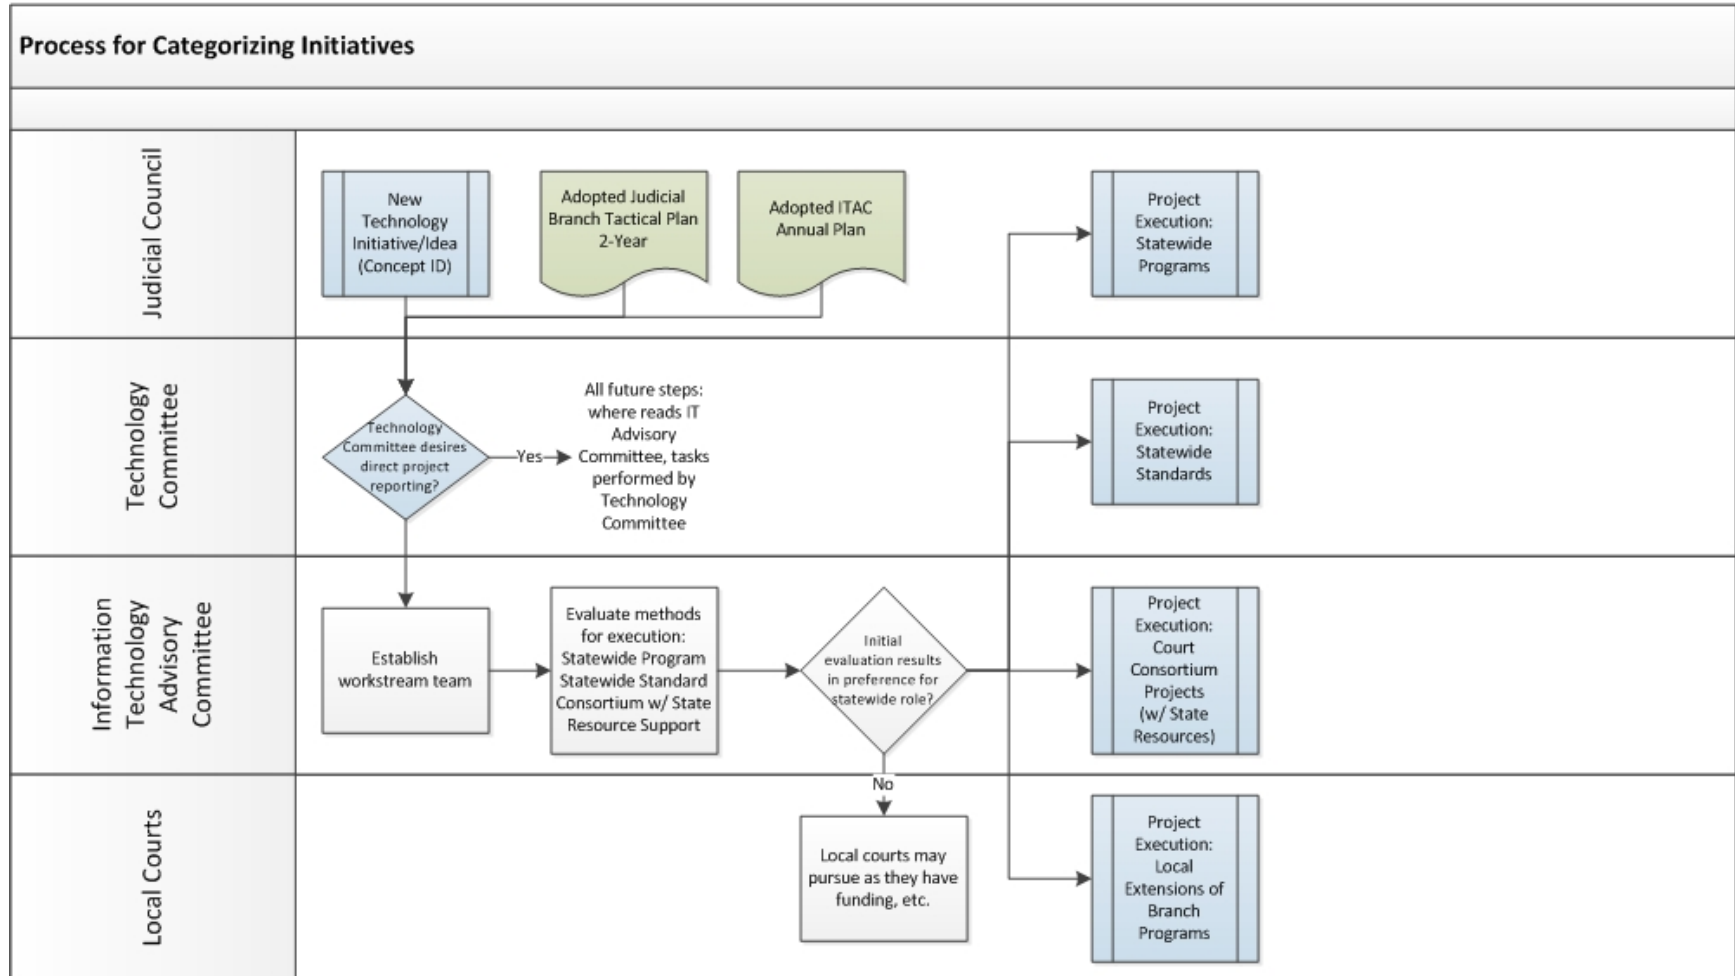 Process for Categorizing Initiatives
Judicial Council
New
Technology
Initiative/Idea
(Concept ID)
Adopted Judicial
Branch Tactical Plan
2-Year
Adopted ITAC
Annual Plan
Project
Execution:
Statewide
Programs
Technology
Committee
Technology
Committee desires
direct project
reporting?
Yes
All future steps:
where reads IT
Advisory
Committee, tasks
performed by
Technology
Committee
Project
Execution:
Statewide
Standards
Information
Technology
Advisory
Committee
Establish
workstream team
Evaluate methods
for execution:
Statewide Program
Statewide Standard
Consortium w/ State
Resource Support
Initial
evaluation results
in preference for
statewide role?
Project
Execution:
Court
Consortium
Projects
(w/ State
Resources)
Local Courts
No
Local courts may
pursue as they have
funding, etc.
Project
Execution:
Local
Extensions of
Branch
Programs